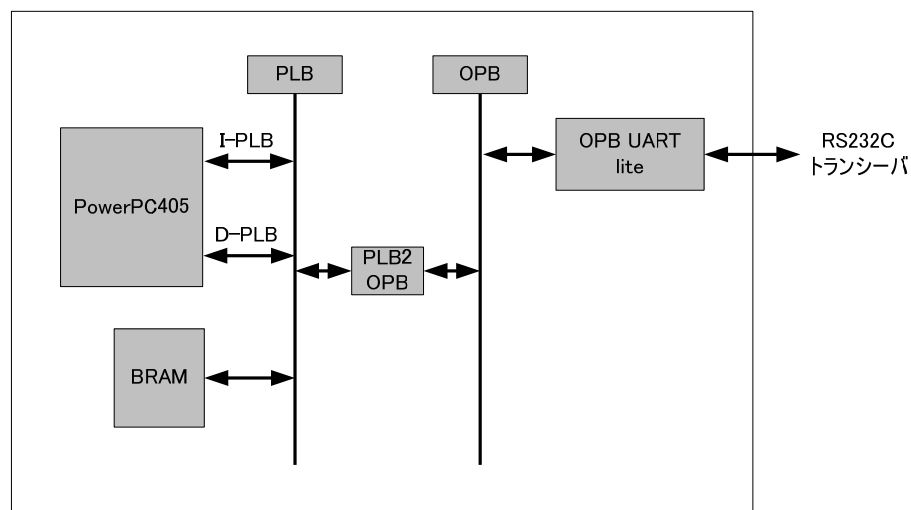 PLB
OPB
I-PLB
PowerPC405
D-PLB
PLB2
OPB
OPB UART
lite
RS232C
トランシーバ
BRAM